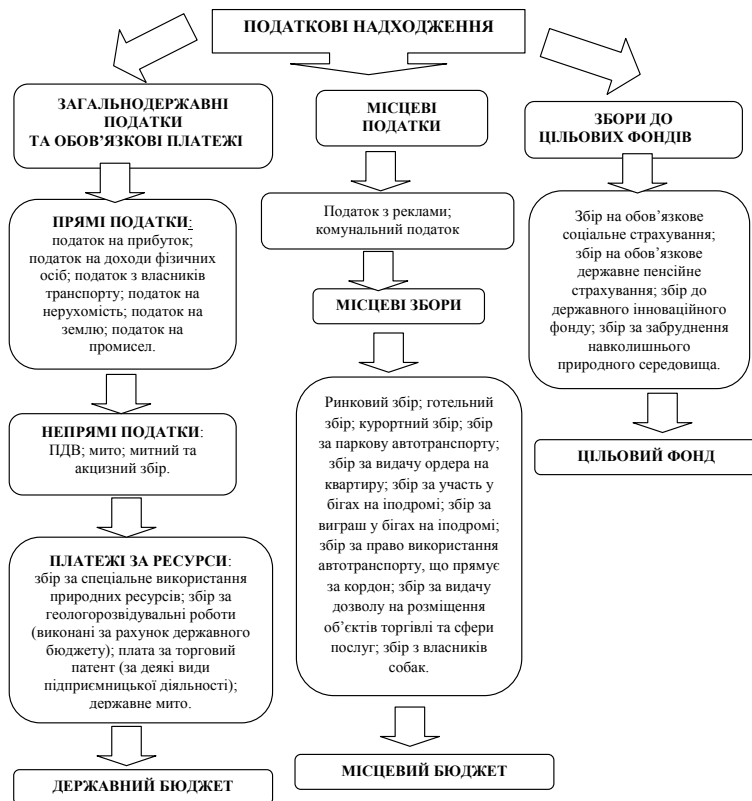 ПОДАТКОВІ НАДХОДЖЕННЯ
ЗАГАЛЬНОДЕРЖАВНІ
ПОДАТКИ
ТА ОБОВ’ЯЗКОВІ ПЛАТЕЖІ
ПРЯМІ ПОДАТКИ:
податок на прибуток;
податок на доходи фізичних
осіб; податок з власників
транспорту; податок на
нерухомість; податок на
землю; податок на
промисел.
НЕПРЯМІ ПОДАТКИ:
ПДВ; мито; митний та
акцизний збір.
ПЛАТЕЖІ ЗА РЕСУРСИ:
збір за спеціальне використання
природних ресурсів; збір за
геологорозвідувальні роботи
(виконані за рахунок державного
бюджету); плата за торговий
патент (за деякі види
підприємницької діяльності);
державне мито.
ДЕРЖАВНИЙ БЮДЖЕТ
МІСЦЕВІ
ПОДАТКИ
Податок з реклами;
комунальний податок
МІСЦЕВІ ЗБОРИ
Ринковий збір; готельний
збір; курортний збір; збір
за паркову автотранспорту;
збір за видачу ордера на
квартиру; збір за участь у
бігах на іподромі; збір за
виграш у бігах на іподромі;
збір за право використання
автотранспорту, що прямує
за кордон; збір за видачу
дозволу на розміщення
об’єктів торгівлі та сфери
послуг; збір з власників
собак.
МІСЦЕВИЙ БЮДЖЕТ
ЗБОРИ ДО
ЦІЛЬОВИХ ФОНДІВ
Збір на обов’язкове
соціальне страхування;
збір на обов’язкове
державне пенсійне
страхування; збір до
державного інноваційного
фонду; збір за забруднення
навколишнього
природного середовища.
ЦІЛЬОВИЙ ФОНД